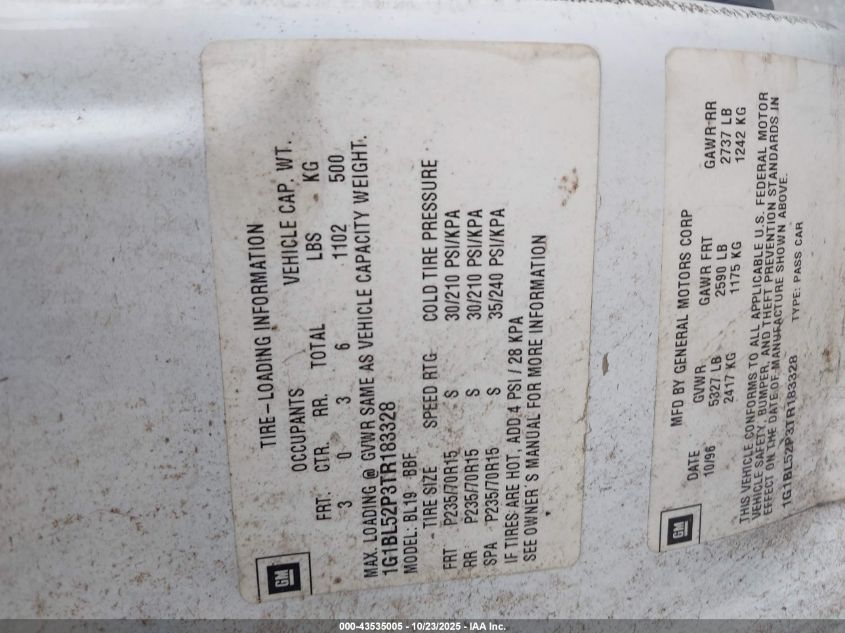 TIRE-LOADING INFORMATION
OCCUPANTS VEHICLE CAP. WT.
FRT. CTR. RR. TOTAL LBS KG
3 0 3 6 1102 500
MAX. LOADING @ GVWR SAME AS VEHICLE CAPACITY WEIGHT.
1G1BL52P3TR183328
MODEL: BL19 BBF
TIRE SIZE SPEED RTG COLD TIRE PRESSURE
FRT P235/70R15 S 30/210 PSI/KPA
RR P235/70R15 S 30/210 PSI/KPA
SPA P235/70R15 S 35/240 PSI/KPA
IF TIRES ARE HOT, ADD 4 PSI / 28 KPA
SEE OWNER'S MANUAL FOR MORE INFORMATION
GM
MFD BY GENERAL MOTORS CORP
DATE GVWR GAWR FRT GAWR RR
10/96 5327 LB 2590 LB 2737 LB
2417 KG 1175 KG 1242 KG
THIS VEHICLE CONFORMS TO ALL APPLICABLE U.S. FEDERAL MOTOR
VEHICLE SAFETY, BUMPER, AND THEFT PREVENTION STANDARDS IN
EFFECT ON THE DATE OF MANUFACTURE SHOWN ABOVE.
1G1BL52P3TR183328 TYPE: PASS CAR
GM
000-43535005 - 10/23/2025 - IAA Inc.